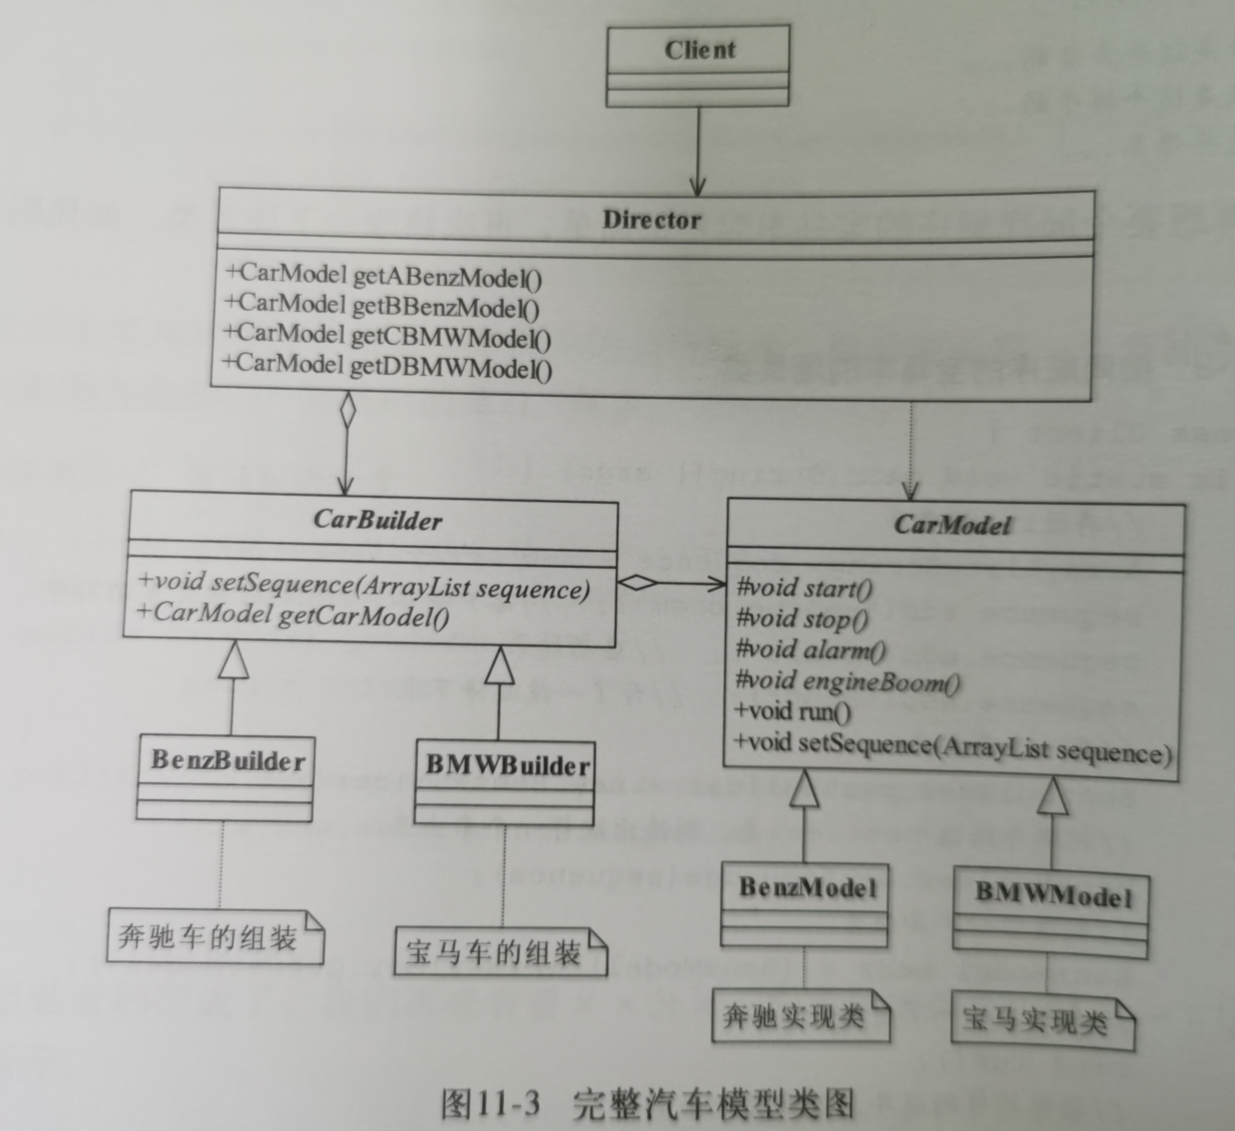 Client
Director
+CarModel getABenzModel()
+CarModel getBBenzModel()
+CarModel getCBMWModel()
+CarModel getDBMWModel()
CarBuilder
+void setSequence(ArrayList sequence)
+CarModel getCarModel()
CarModel
#void start()
#void stop()
#void alarm()
#void engineBoom()
+void run()
+void setSequence(ArrayList sequence)
BenzBuilder
BMWBuilder
BenzModel
BMWModel
奔驰车的组装
宝马车的组装
奔驰实现类
宝马实现类
图11-3 完整汽车模型类图